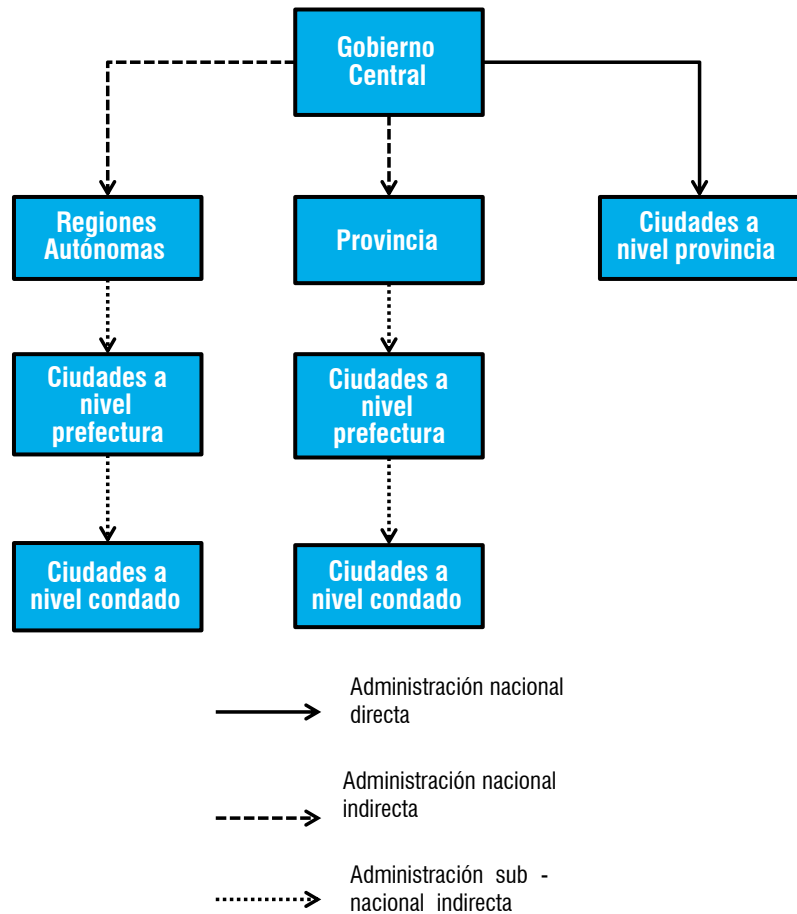 Gobierno
Central
Regiones
Autónomas
Provincia
Ciudades a
nivel provincia
Ciudades a
nivel
prefectura
Ciudades a
nivel
prefectura
Ciudades a
nivel condado
Ciudades a
nivel condado
Administración nacional
directa
Administración nacional
indirecta
Administración sub -
nacional indirecta